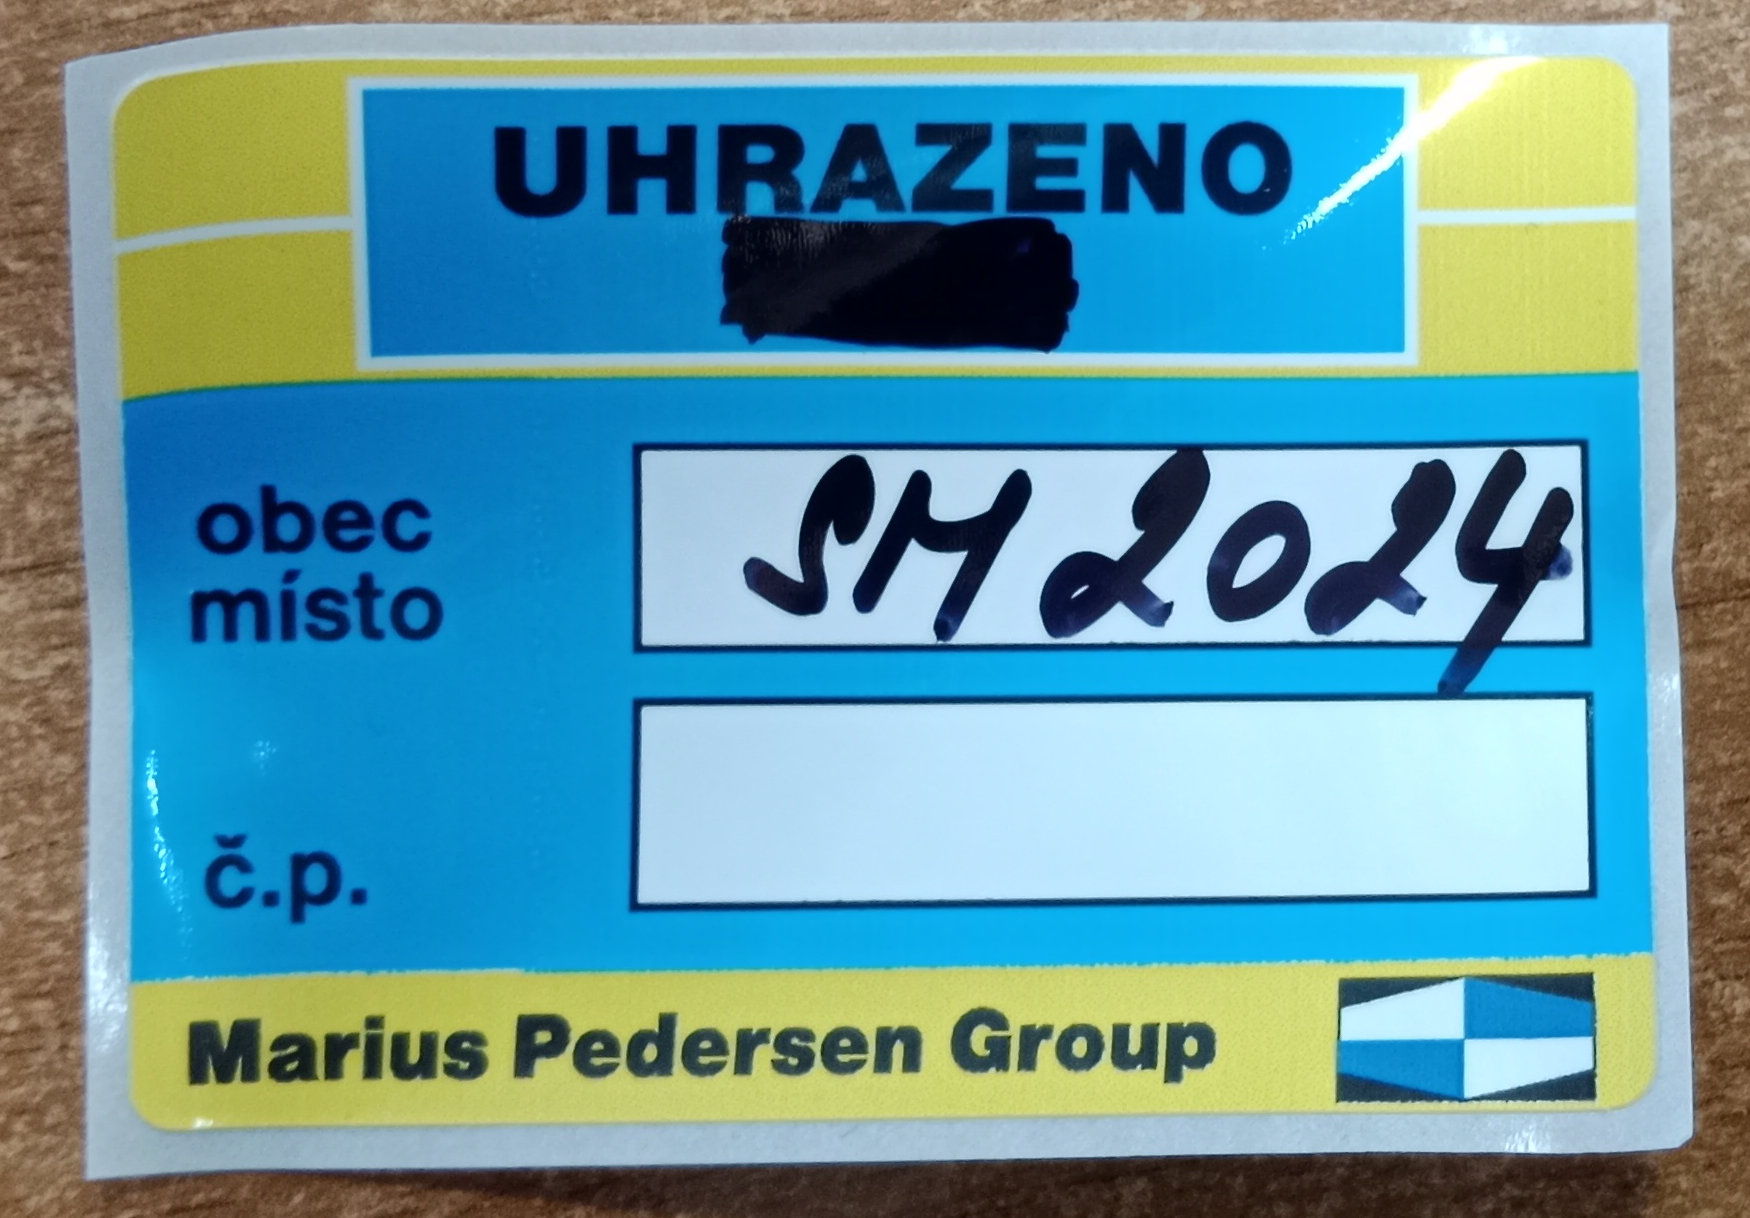 UHRAZENO
obec
místo
SM 2024
č.p.
Marius Pedersen Group